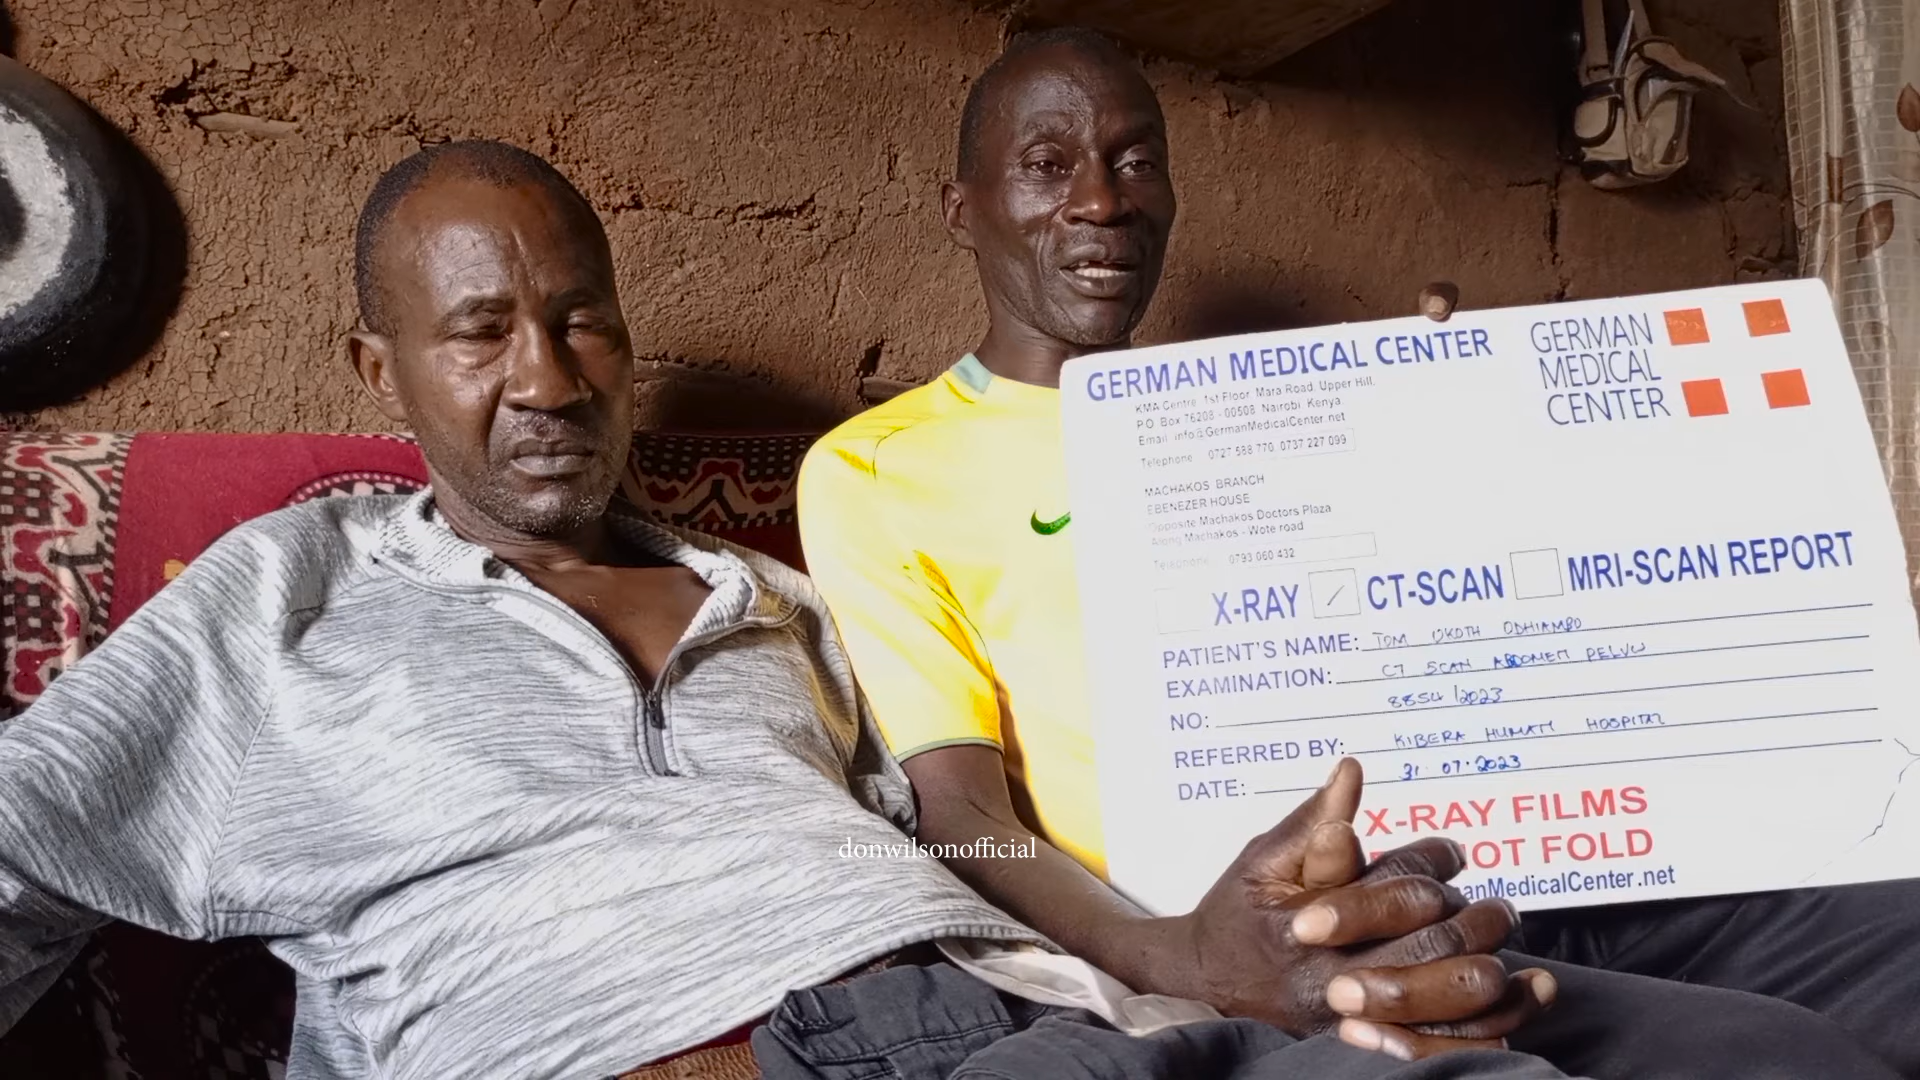 GERMAN MEDICAL CENTER
KMA Centre, 1st Floor, Mara Road, Upper Hill,
P.O. Box 76208 - 00508, Nairobi, Kenya.
Email: info@GermanMedicalCenter.net
Telephone 0727 588 770, 0737 227 099
MACHAKOS BRANCH
EBENEZER HOUSE
Opposite Machakos Doctors Plaza
Along Machakos - Wote road
Telephone: 0793 060 432
GERMAN
MEDICAL
CENTER
X-RAY CT-SCAN MRI-SCAN REPORT
PATIENT'S NAME: TOM OKOTH ODHIAMBO
EXAMINATION: CT SCAN ABDOMEN PELVIS
NO: 8854/2023
REFERRED BY: KIBERA HUMAN HOSPITAL
DATE: 31.07.2023
X-RAY FILMS
NOT FOLD
anMedicalCenter.net
donwilsonofficial